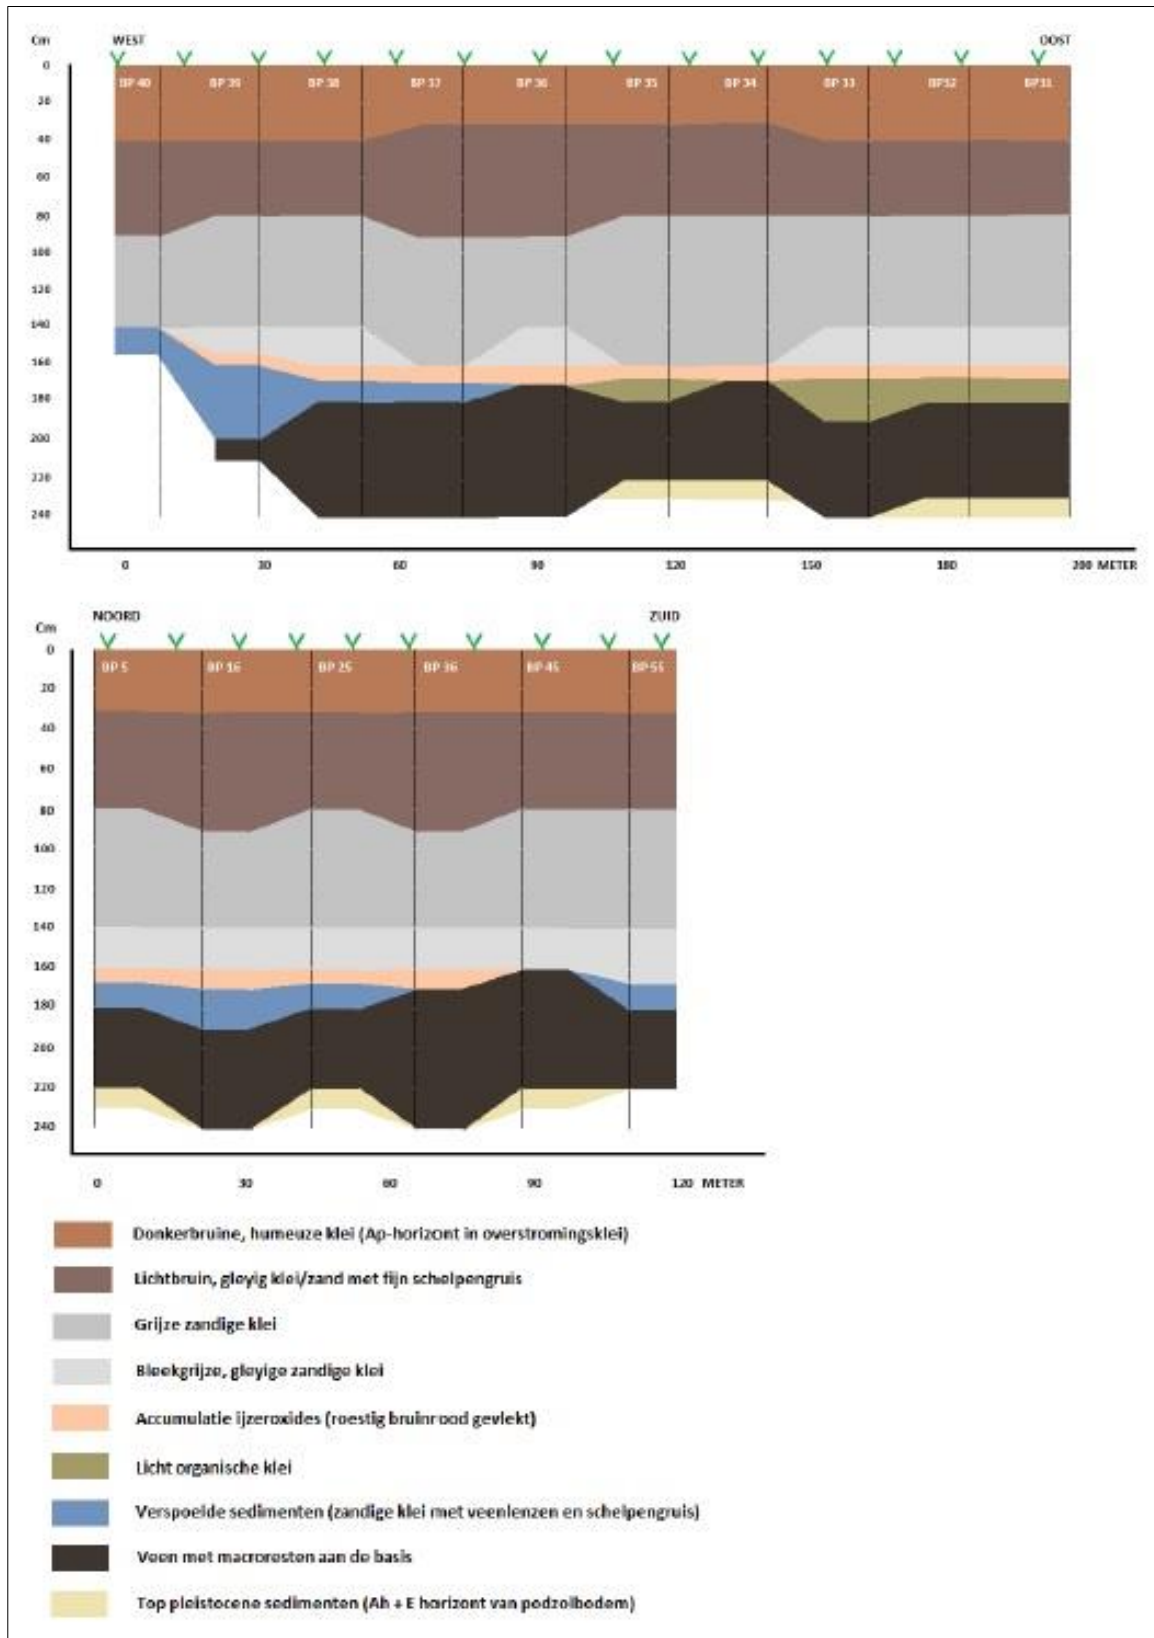 Cm WEST OOST
0
BP 40 BP 39 BP 38 BP 37 BP 36 BP 35 BP 34 BP 33 BP32 BP31
20
40
60
80
100
120
140
160
180
200
220
240
0 30 60 90 120 150 180 200 METER
NOORD ZUID
Cm
0
BP 5 BP 16 BP 25 BP 36 BP 45 BP 55
20
40
60
80
100
120
140
160
180
200
220
240
0 30 60 90 120 METER
Donkerbruine, humeuze klei (Ap-horizont in overstromingsklei)
Lichtbruin, gleyig klei/zand met fijn schelpengruis
Grijze zandige klei
Bleekgrijze, gleyige zandige klei
Accumulatie ijzeroxides (roestig bruinrood gevlekt)
Licht organische klei
Verspoelde sedimenten (zandige klei met veenlenzen en schelpengruis)
Veen met macroresten aan de basis
Top pleistocene sedimenten (Ah + E horizont van podzolbodem)